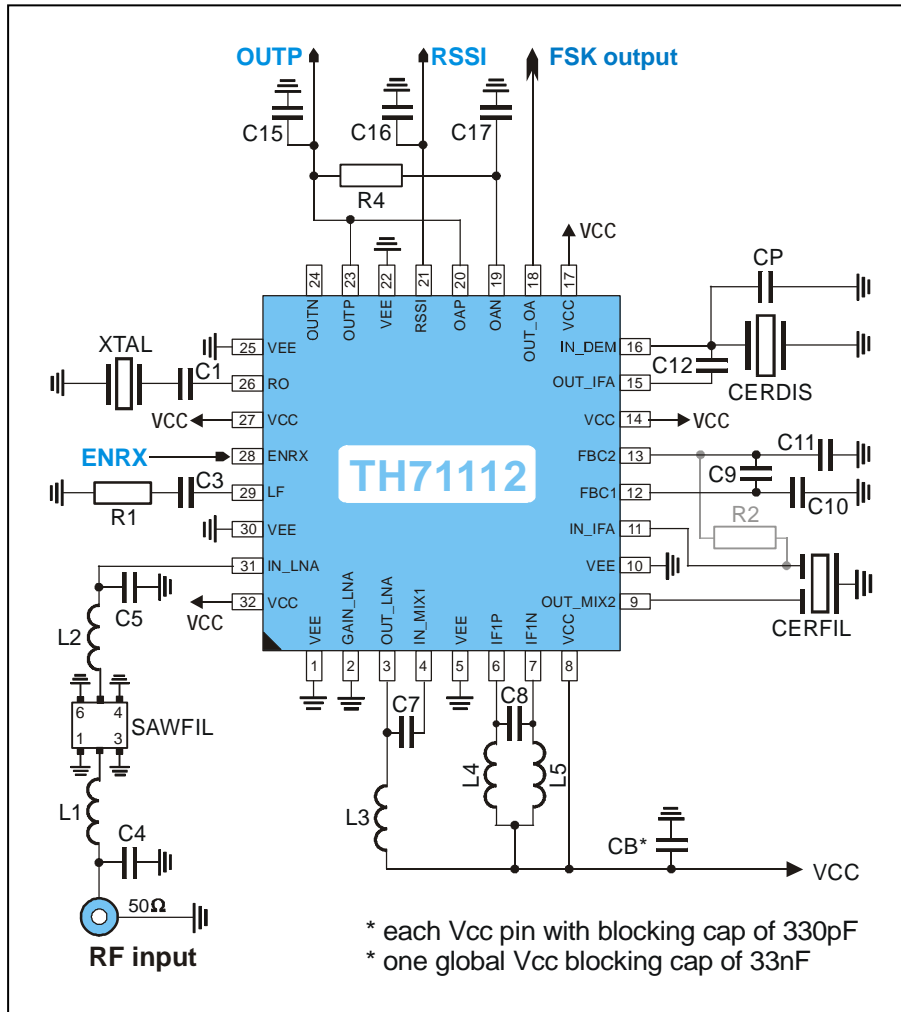 OUTP RSSI FSK output
C15 C16 C17
R4
VCC
24 23 22 21 20 19 18 17
OUTN OUTP VEE RSSI OAP OAN OUT_OA VCC
CP
XTAL
C1
25 VEE
26 RO
VCC 27 VCC
ENRX 28 ENRX
C3
R1
29 LF
30 VEE
31 IN_LNA
VCC 32 VCC
TH71112
IN_DEM 16
C12
OUT_IFA 15
CERDIS
VCC 14 VCC
FBC2 13
C11
C9
FBC1 12
C10
R2
IN_IFA 11
VEE 10
OUT_MIX2 9
CERFIL
VEE GAIN_LNA OUT_LNA IN_MIX1 VEE IF1P IF1N VCC
1 2 3 4 5 6 7 8
C5
L2
6 4
1 3
SAWFIL
L1
C4
50Ω
RF input
C7
C8
L3
L4
L5
CB*
VCC
* each Vcc pin with blocking cap of 330pF
* one global Vcc blocking cap of 33nF